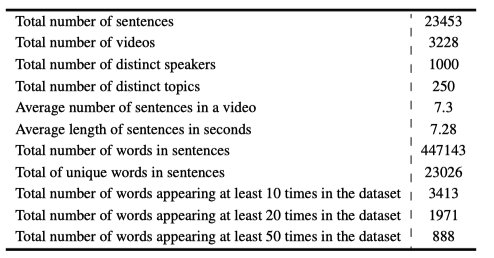 Total number of sentences 23453
Total number of videos 3228
Total number of distinct speakers 1000
Total number of distinct topics 250
Average number of sentences in a video 7.3
Average length of sentences in seconds 7.28
Total number of words in sentences 447143
Total of unique words in sentences 23026
Total number of words appearing at least 10 times in the dataset 3413
Total number of words appearing at least 20 times in the dataset 1971
Total number of words appearing at least 50 times in the dataset 888